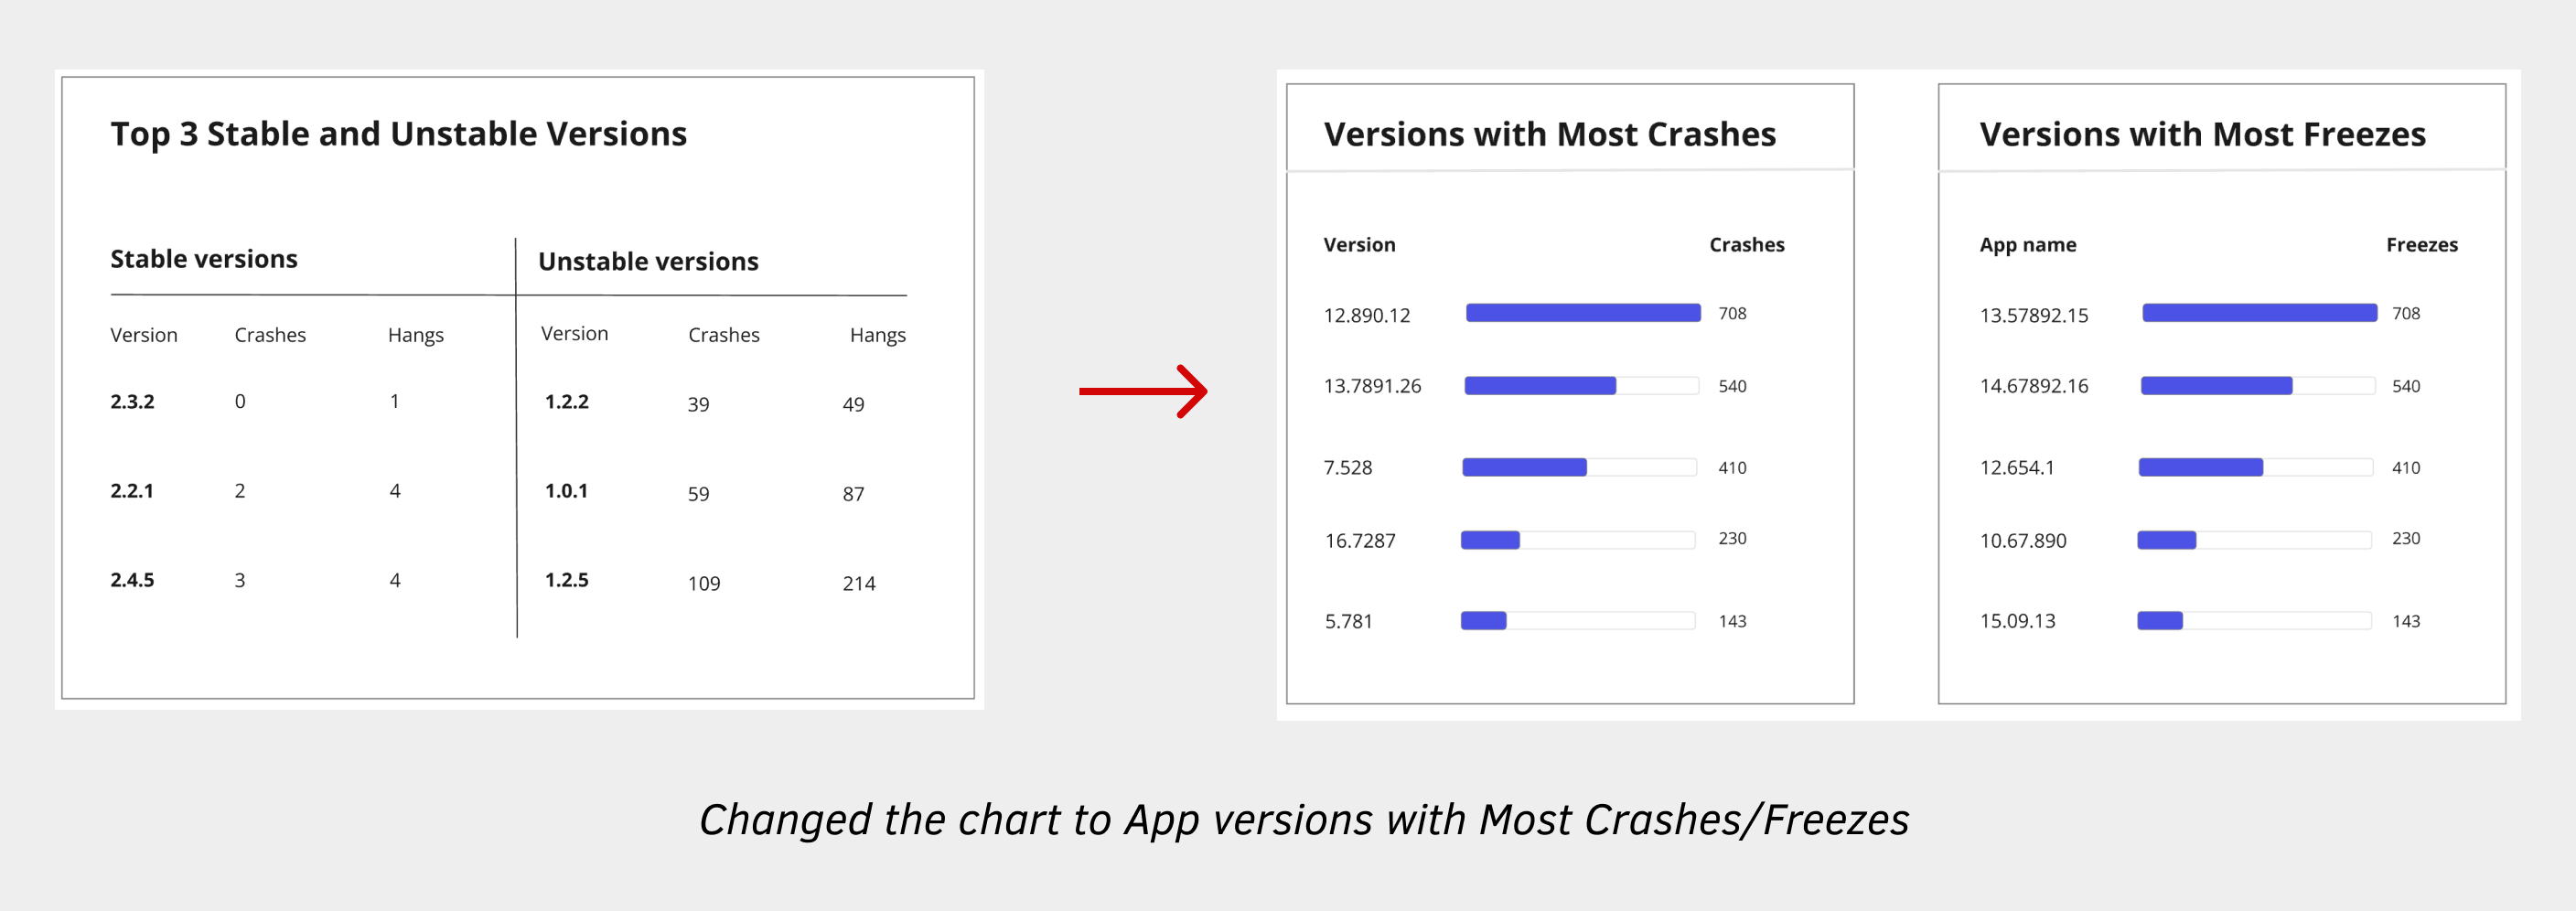 Top 3 Stable and Unstable Versions
Stable versions
Unstable versions
Version Crashes Hangs
Version Crashes Hangs
2.3.2 0 1
1.2.2 39 49
2.2.1 2 4
1.0.1 59 87
2.4.5 3 4
1.2.5 109 214
Versions with Most Crashes
Version Crashes
12.890.12 708
13.7891.26 540
7.528 410
16.7287 230
5.781 143
Versions with Most Freezes
App name Freezes
13.57892.15 708
14.67892.16 540
12.654.1 410
10.67.890 230
15.09.13 143
Changed the chart to App versions with Most Crashes/Freezes